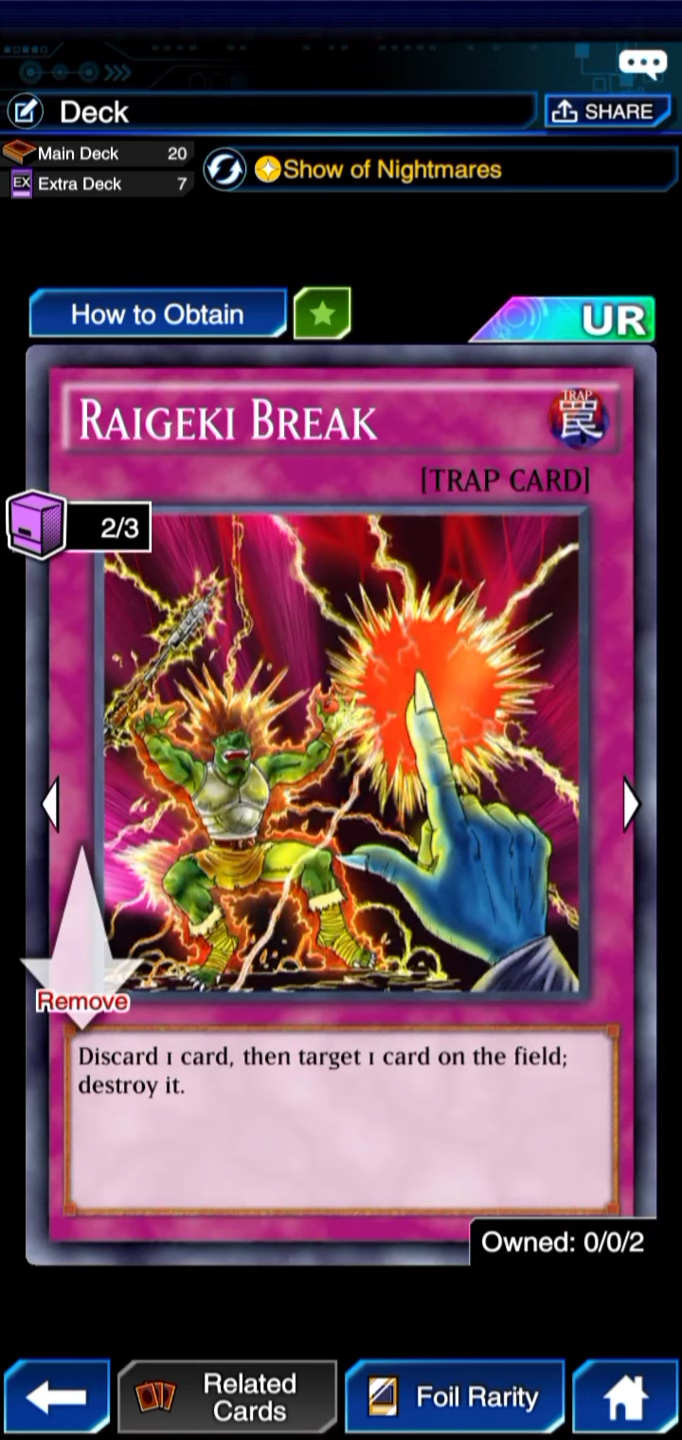 Deck
SHARE
Main Deck 20
EX Extra Deck 7
Show of Nightmares
How to Obtain
UR
RAIGEKI BREAK
TRAP
罠
[TRAP CARD]
2/3
Remove
Discard 1 card, then target 1 card on the field;
destroy it.
Owned: 0/0/2
Related
Cards
Foil Rarity